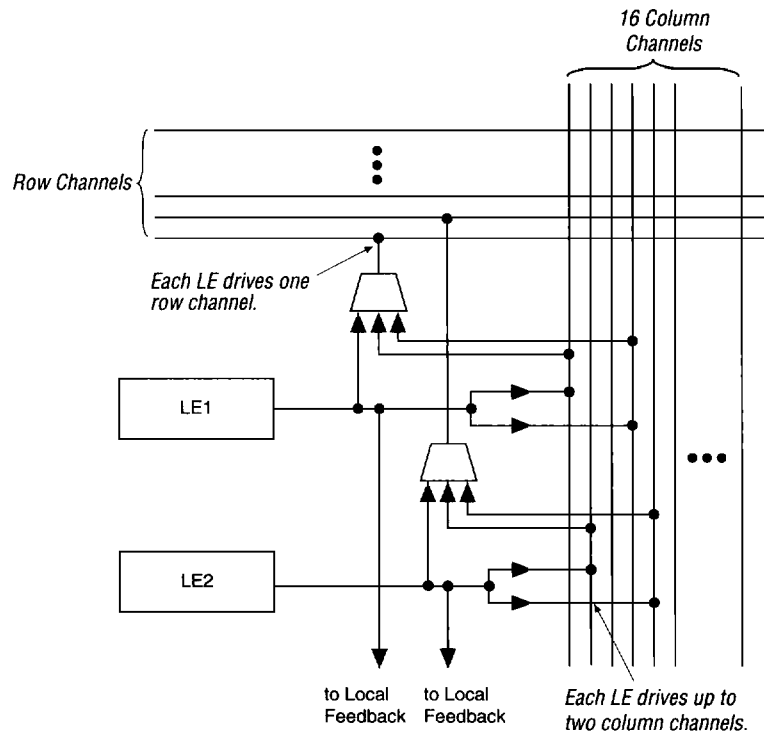 16 Column
Channels
Row Channels
Each LE drives one
row channel.
LE1
LE2
to Local
Feedback
to Local
Feedback
Each LE drives up to
two column channels.